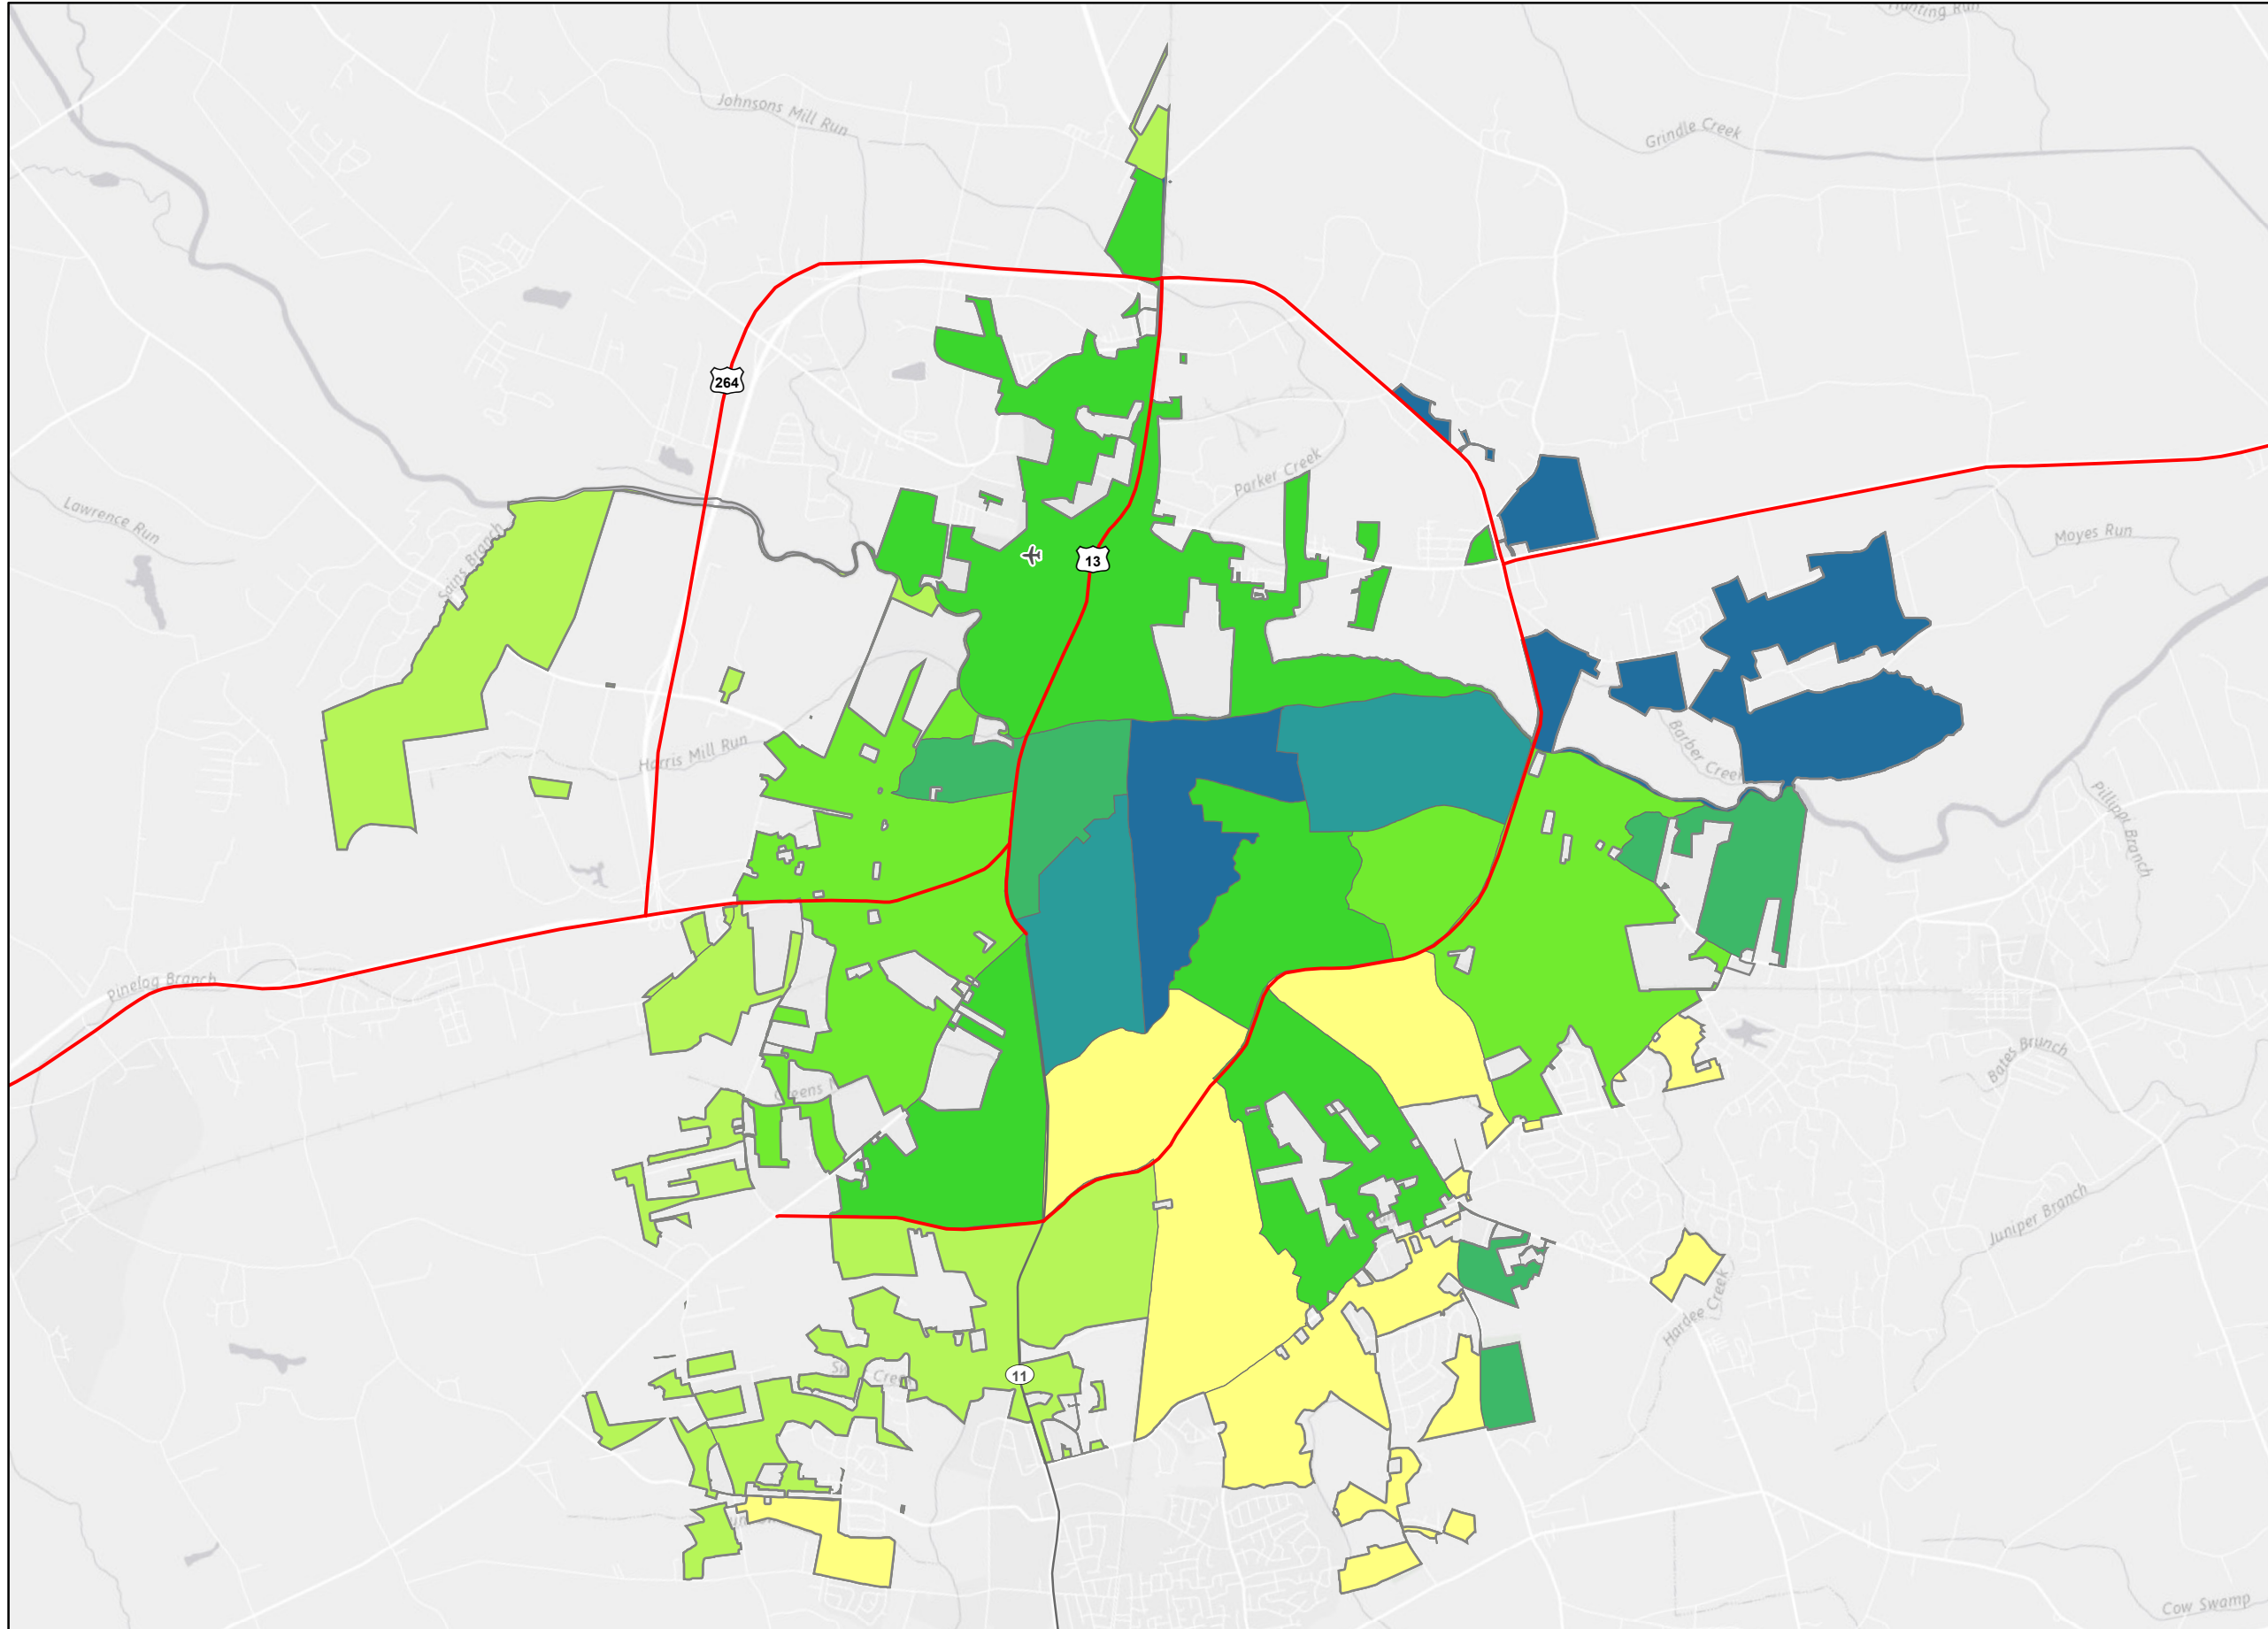 Hunting Run
Johnsons Mill Run
Grindle Creek
264
Parker Creek
Lawrence Run
Sains Branch
Moyes Run
13
Harris Mill Run
Barber Creek
Pillippi Branch
Pinelog Branch
Bates Branch
Greens
Juniper Branch
Hardee Creek
11
Cow Swamp